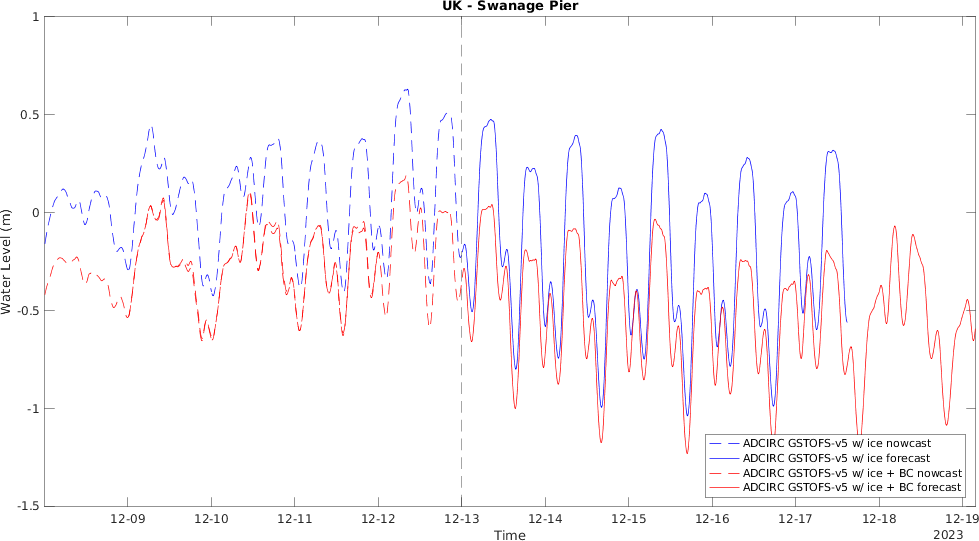 UK - Swanage Pier
1
0.5
0
-0.5
-1
-1.5
Water Level (m)
ADCIRC GSTOFS-v5 w/ ice nowcast
ADCIRC GSTOFS-v5 w/ ice forecast
ADCIRC GSTOFS-v5 w/ ice + BC nowcast
ADCIRC GSTOFS-v5 w/ ice + BC forecast
12-09 12-10 12-11 12-12 12-13 12-14 12-15 12-16 12-17 12-18 12-19
Time
2023